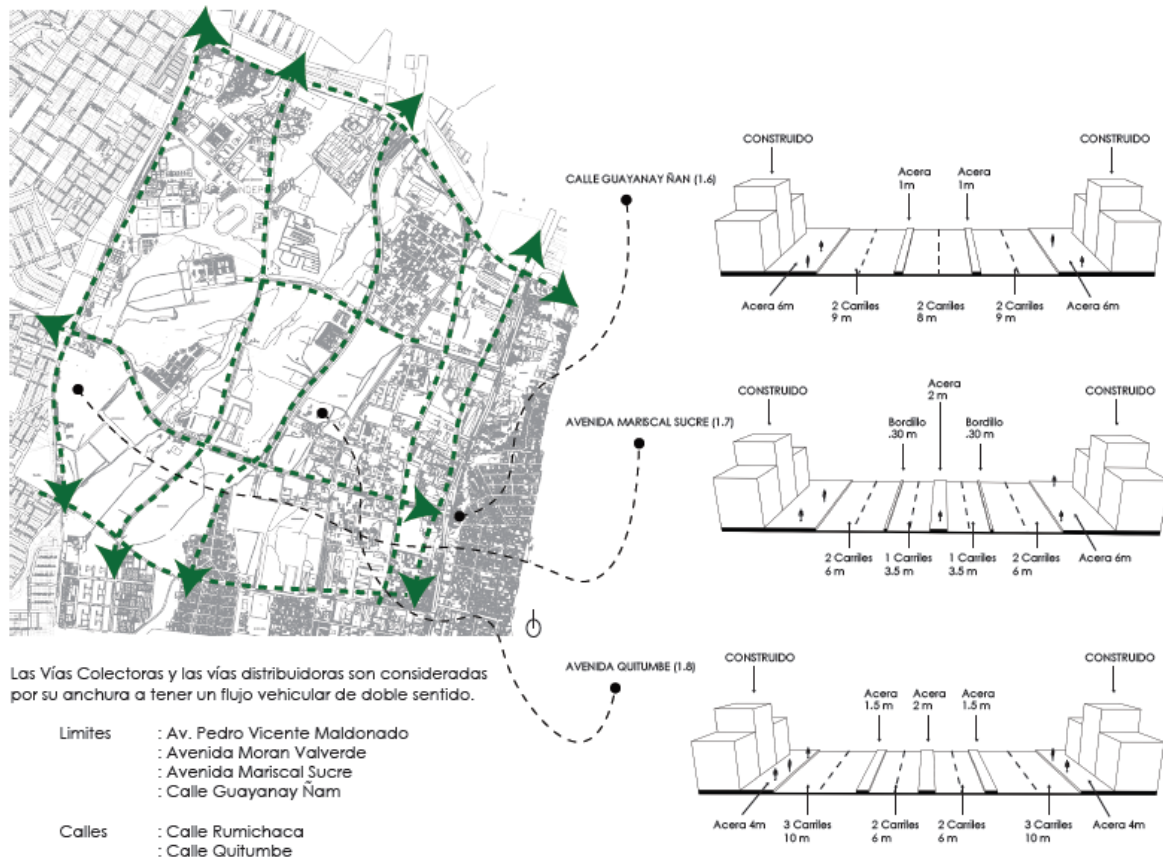 CALLE GUAYANAY ÑAN (1.6)
CONSTRUIDO
CONSTRUIDO
Acera
1m
Acera
1m
Acera 6m
2 Carriles
9 m
2 Carriles
8 m
2 Carriles
9 m
Acera 6m
AVENIDA MARISCAL SUCRE (1.7)
CONSTRUIDO
CONSTRUIDO
Acera
2 m
Bordillo
.30 m
Bordillo
.30 m
2 Carriles
6 m
1 Carriles
3.5 m
1 Carriles
3.5 m
2 Carriles
6 m
Acera 6m
AVENIDA QUITUMBE (1.8)
CONSTRUIDO
CONSTRUIDO
Acera
1.5 m
Acera
2 m
Acera
1.5 m
Acera 4m
3 Carriles
10 m
2 Carriles
6 m
2 Carriles
6 m
3 Carriles
10 m
Acera 4m
Las Vías Colectoras y las vías distribuidoras son consideradas
por su anchura a tener un flujo vehicular de doble sentido.
Limites : Av. Pedro Vicente Maldonado
: Avenida Moran Valverde
: Avenida Mariscal Sucre
: Calle Guayanay Ñam
Calles : Calle Rumichaca
: Calle Quitumbe